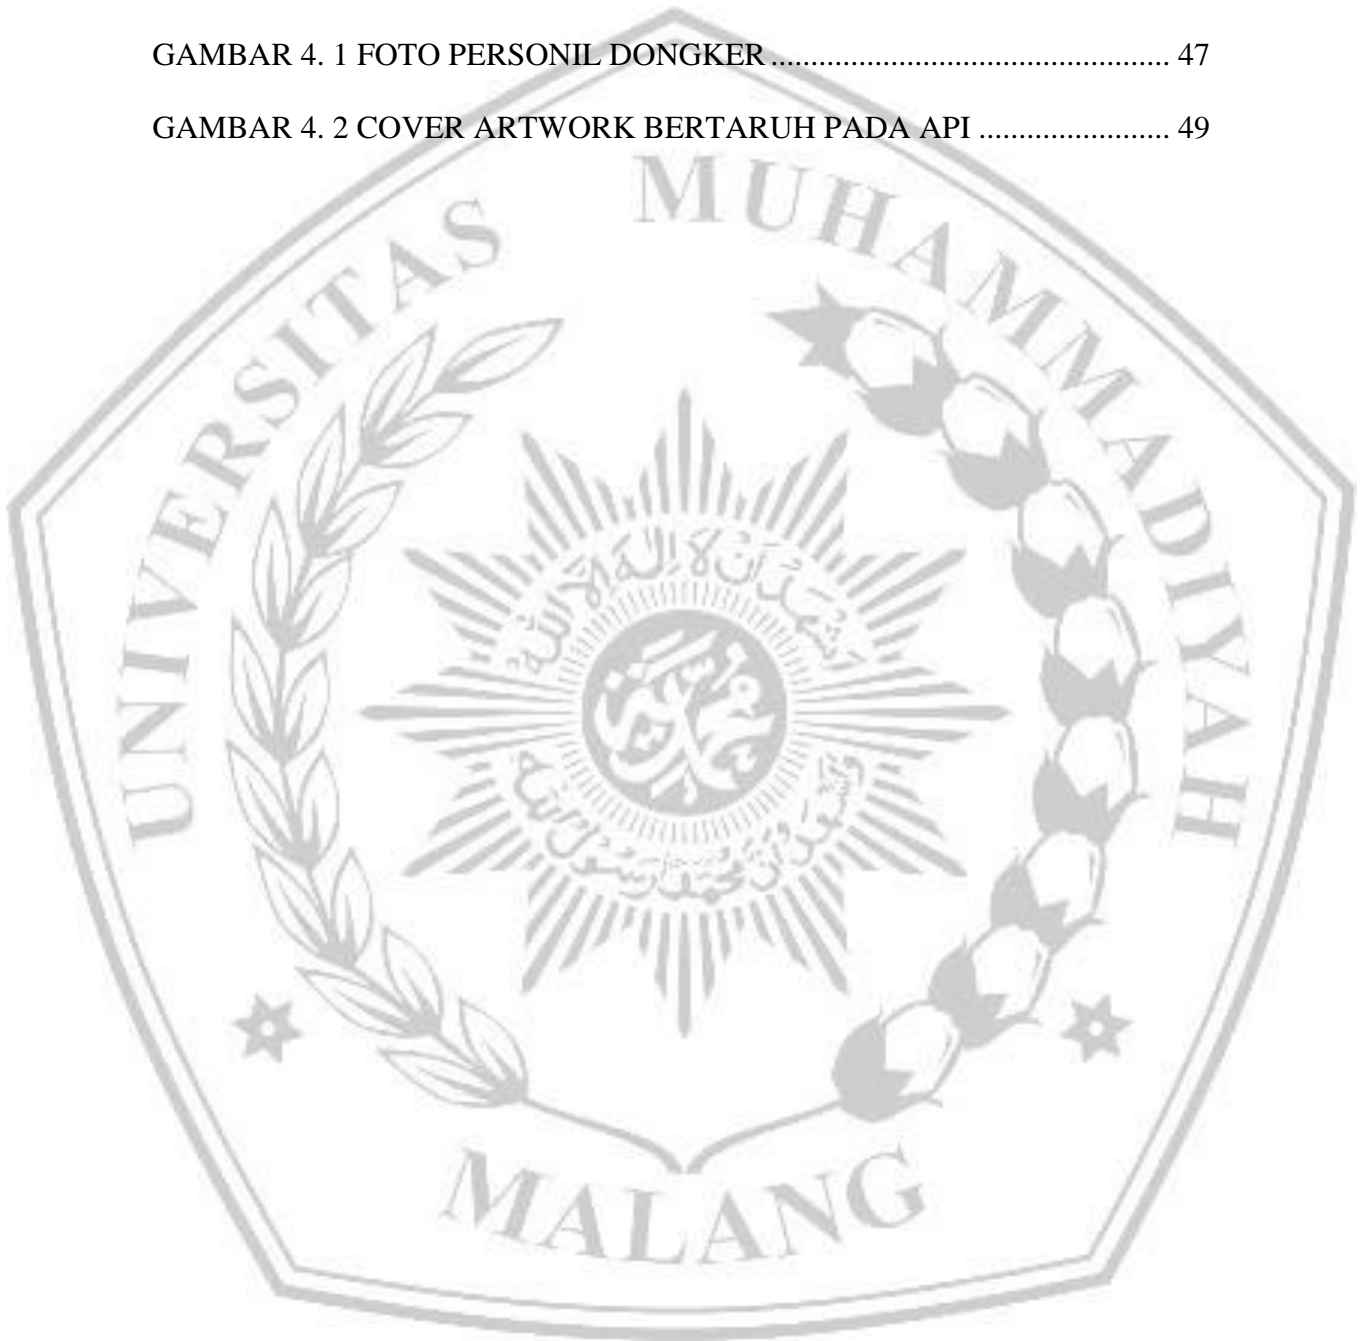 GAMBAR 4. 1 FOTO PERSONIL DONGKER .................................................. 47
GAMBAR 4. 2 COVER ARTWORK BERTARUH PADA API ........................ 49
UNIVERSITAS MUHAMMADIYAH
MALANG